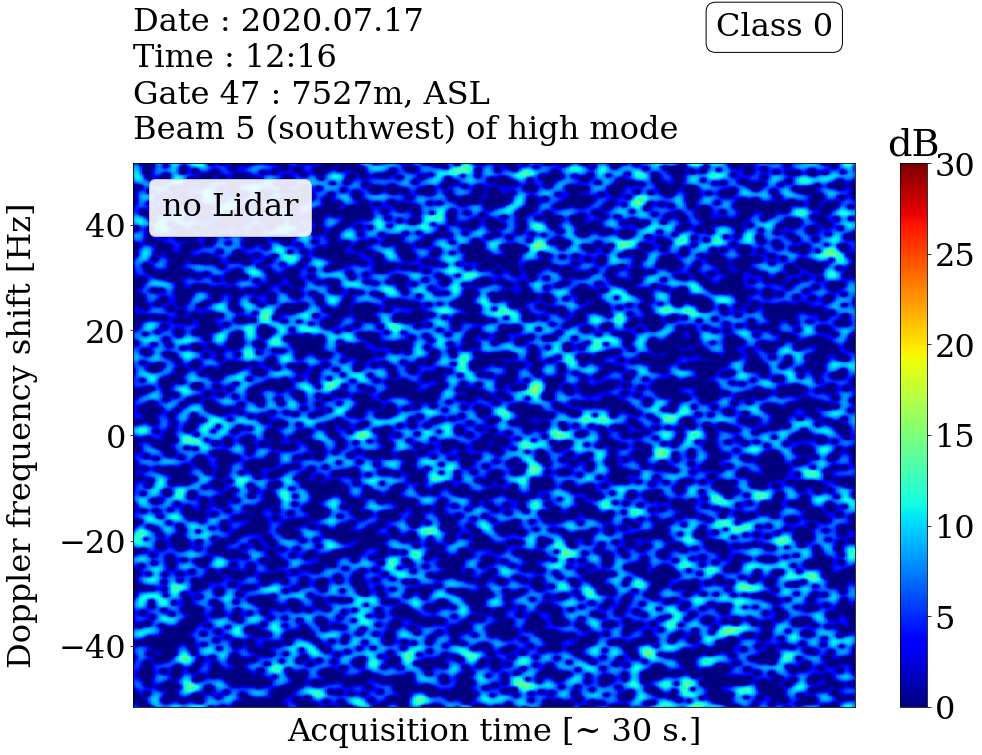 Date : 2020.07.17
Time : 12:16
Gate 47 : 7527m, ASL
Beam 5 (southwest) of high mode
Class 0
dB
no Lidar
Doppler frequency shift [Hz]
40
20
0
−20
−40
30
25
20
15
10
5
0
Acquisition time [~ 30 s.]